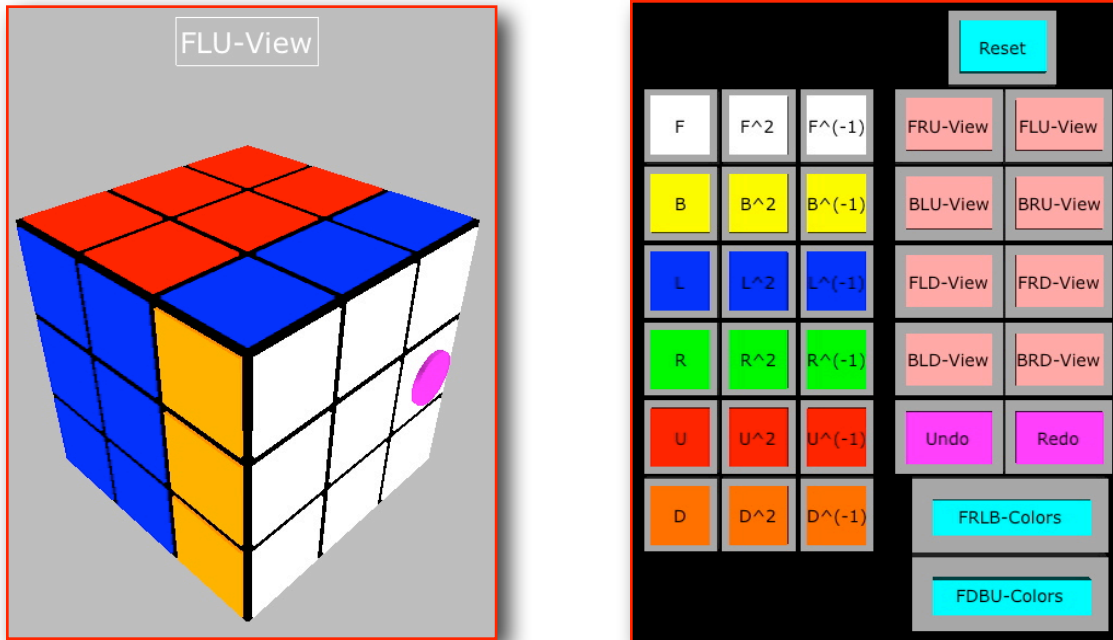 FLU-View
Reset
F F^2 F^(-1) FRU-View FLU-View
B B^2 B^(-1) BLU-View BRU-View
L L^2 L^(-1) FLD-View FRD-View
R R^2 R^(-1) BLD-View BRD-View
U U^2 U^(-1) Undo Redo
D D^2 D^(-1) FRLB-Colors
FDBU-Colors